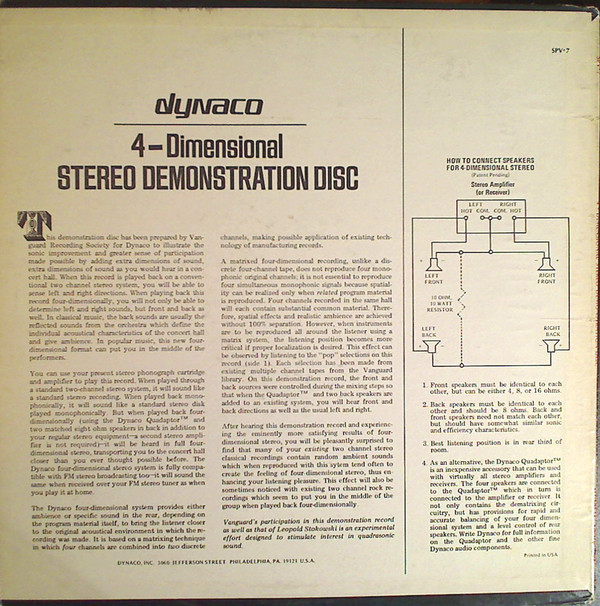 SPV-7
dynaco
4-Dimensional
STEREO DEMONSTRATION DISC
This demonstration disc has been prepared by Van-
guard Recording Society for Dynaco to illustrate the
sonic improvement and greater sense of participation
made possible by adding extra dimensions of sound,
extra dimensions of sound as you would hear in a con-
cert hall. When this record is played back on a conven-
tional two channel stereo system, you will be able to
sense left and right directions. When playing back this
record four-dimensionally, you will not only be able to
determine left and right sounds, but front and back as
well. In classical music, the back sounds are usually the
reflected sounds from the orchestra which define the
individual acoustical characteristics of the concert hall
and give ambience. In popular music, this new four-
dimensional format can put you in the middle of the
performers.
You can use your present stereo phonograph cartridge
and amplifier to play this record. When played through
a standard two-channel stereo system, it will sound like
a standard stereo recording. When played back mono-
phonically, it will sound like a standard stereo disk
played monophonically. But when played back four-
dimensionally (using the Dynaco Quadaptor™ and
two matched eight ohm speakers in back in addition to
your regular stereo equipment—a second stereo ampli-
fier is not required)—it will be heard in full four-
dimensional stereo, transporting you to the concert hall
closer than you ever thought possible before. The
Dynaco four-dimensional stereo system is fully compa-
tible with FM stereo broadcasting too—it will sound the
same when received over your FM stereo tuner as when
you play it at home.
The Dynaco four-dimensional system provides either
ambience or specific sound in the rear, depending on
the program material itself, to bring the listener closer
to the original acoustical environment in which the re-
cording was made. It is based on a matrixing technique
in which four channels are combined into two discrete
channels, making possible application of existing tech-
nology of manufacturing records.
A matrixed four-dimensional recording, unlike a dis-
crete four-channel tape, does not reproduce four mono-
phonic original channels; it is not essential to reproduce
four simultaneous monophonic signals because spatial-
ity can be realized only when related program material
is reproduced. Four channels recorded in the same hall
will each contain substantial common material. There-
fore, spatial effects and realistic ambience are achieved
without 100% separation. However, when instruments
are to be reproduced all around the listener using a
matrix system, the listening position becomes more
critical if proper localization is desired. This effect can
be observed by listening to the "pop" selections on this
record (side 1). Each selection has been made from
existing multiple channel tapes from the Vanguard
library. On this demonstration record, the front and
back sources were controlled during the mixing steps so
that when the Quadaptor™ and two back speakers are
added to an existing system, you will hear front and
back directions as well as the usual left and right.
After hearing this demonstration record and experienc-
ing the eminently more satisfying results of four-
dimensional stereo, you will be pleasantly surprised to
find that many of your existing two channel stereo
classical recordings contain random ambient sounds
which when reproduced with this sytem tend often to
create the feeling of four-dimensional stereo, thus en-
hancing your listening pleasure. This effect will also be
sometimes noticed with existing two channel rock re-
cordings which seem to put you in the middle of the
group when played back four-dimensionally.
Vanguard's participation in this demonstration record
as well as that of Leopold Stokowski is an experimental
effort designed to stimulate interest in quadrasonic
sound.
HOW TO CONNECT SPEAKERS
FOR 4-DIMENSIONAL STEREO
(Patent Pending)
Stereo Amplifier
(or Receiver)
LEFT RIGHT
HOT COM. COM. HOT
LEFT
FRONT
RIGHT
FRONT
10 OHM,
10 WATT
RESISTOR
LEFT
BACK
RIGHT
BACK
1. Front speakers must be identical to each
other, but can be either 4, 8, or 16 ohms.
2. Back speakers must be identical to each
other and should be 8 ohms. Back and
front speakers need not match each other,
but should have somewhat similar sonic
and efficiency characteristics.
3. Best listening position is in rear third of
room.
4. As an alternative, the Dynaco Quadaptor™
is an inexpensive accessory that can be used
with virtually all stereo amplifiers and
receivers. The four speakers are connected
to the Quadaptor™ which in turn is
connected to the amplifier or receiver. It
not only contains the dematrixing cir-
cuitry, but has provisions for rapid and
accurate balancing of your four dimen-
sional system and a level control of rear
speakers. Write Dynaco for full information
on the Quadaptor and the other fine
Dynaco audio components.
Printed in USA
DYNACO, INC. 3060 JEFFERSON STREET PHILADELPHIA, PA. 19121 U.S.A.